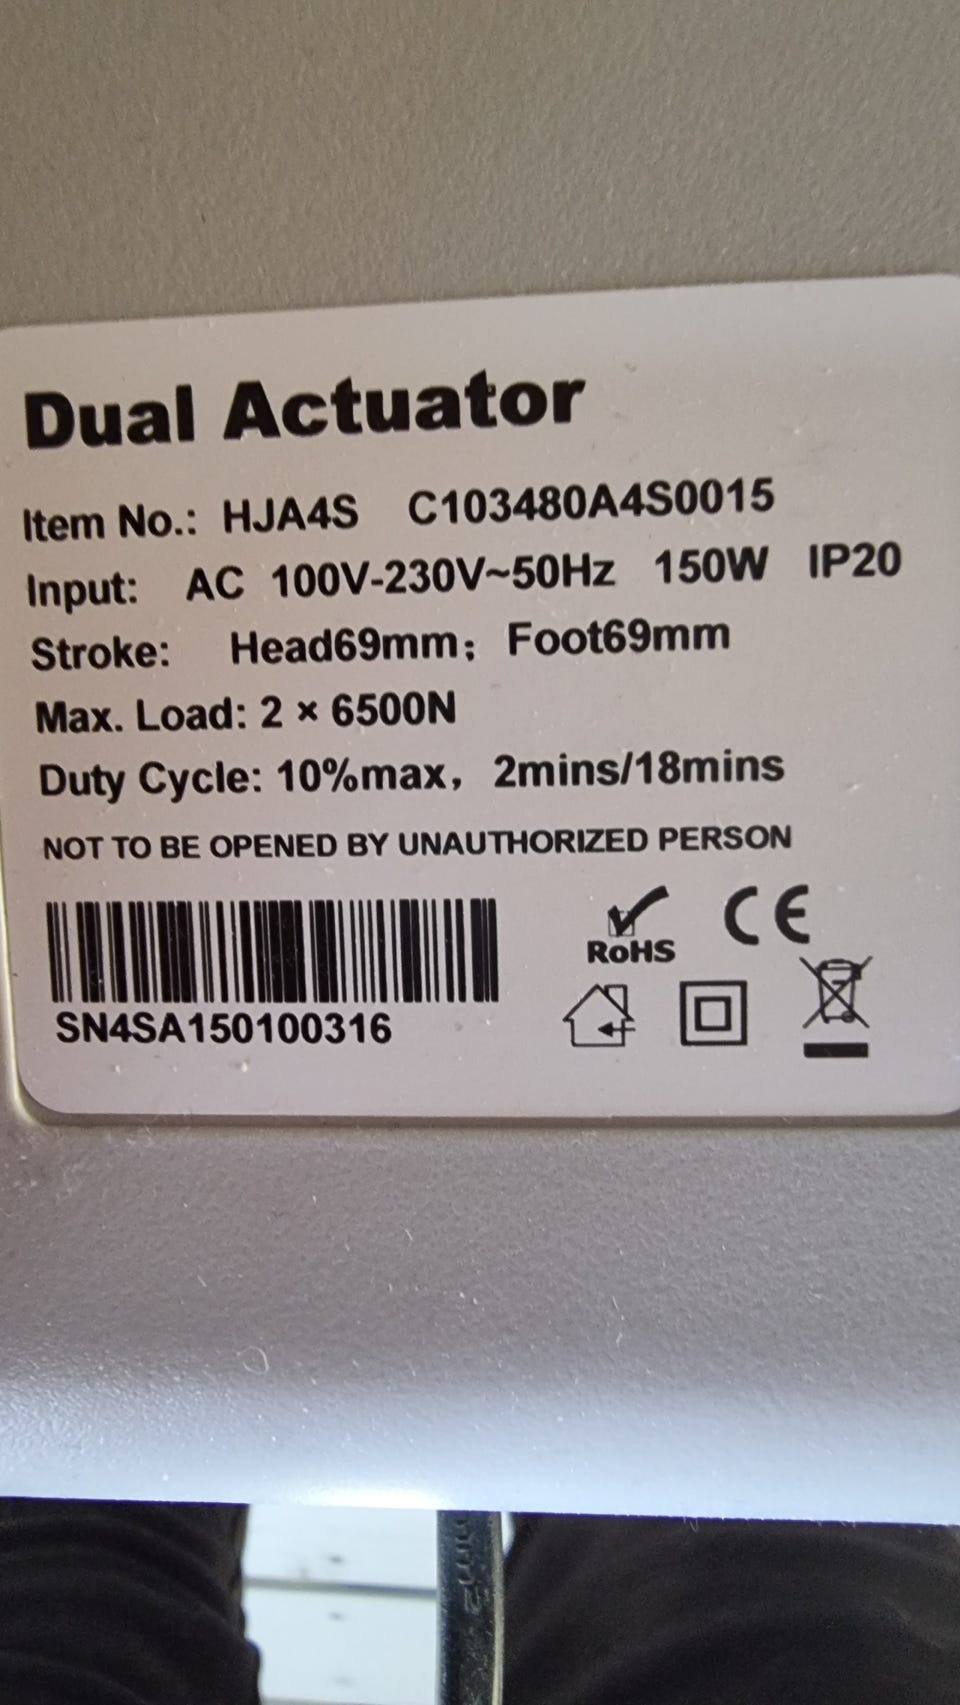 Dual Actuator
Item No.: HJA4S C103480A4S0015
Input: AC 100V-230V~50Hz 150W IP20
Stroke: Head69mm; Foot69mm
Max. Load: 2 × 6500N
Duty Cycle: 10%max, 2mins/18mins
NOT TO BE OPENED BY UNAUTHORIZED PERSON
RoHS CE
SN4SA150100316